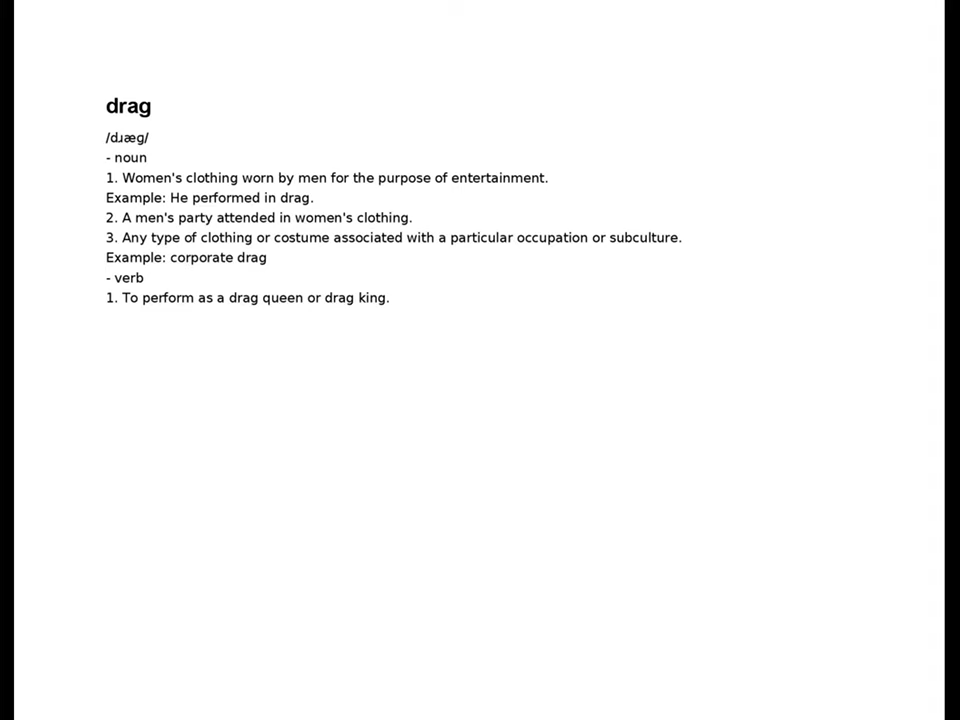 drag
/dɹæɡ/
- noun
1. Women's clothing worn by men for the purpose of entertainment.
Example: He performed in drag.
2. A men's party attended in women's clothing.
3. Any type of clothing or costume associated with a particular occupation or subculture.
Example: corporate drag
- verb
1. To perform as a drag queen or drag king.